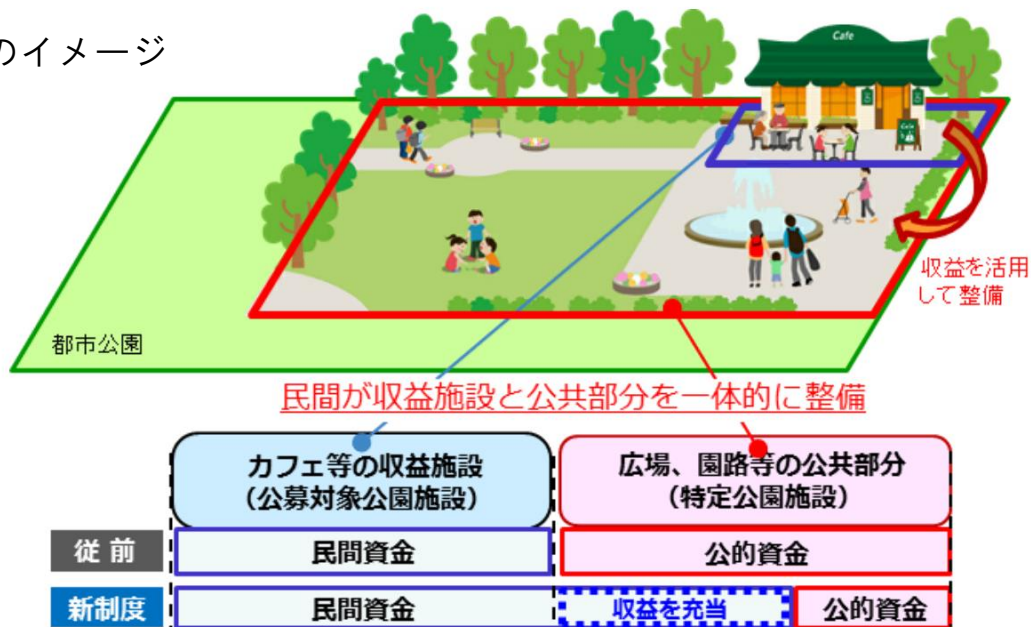 のイメージ
Cafe
Cafe
収益を活用
して整備
都市公園
民間が収益施設と公共部分を一体的に整備
カフェ等の収益施設
(公募対象公園施設)
広場、園路等の公共部分
(特定公園施設)
従前
民間資金
公的資金
新制度
民間資金
収益を充当
公的資金